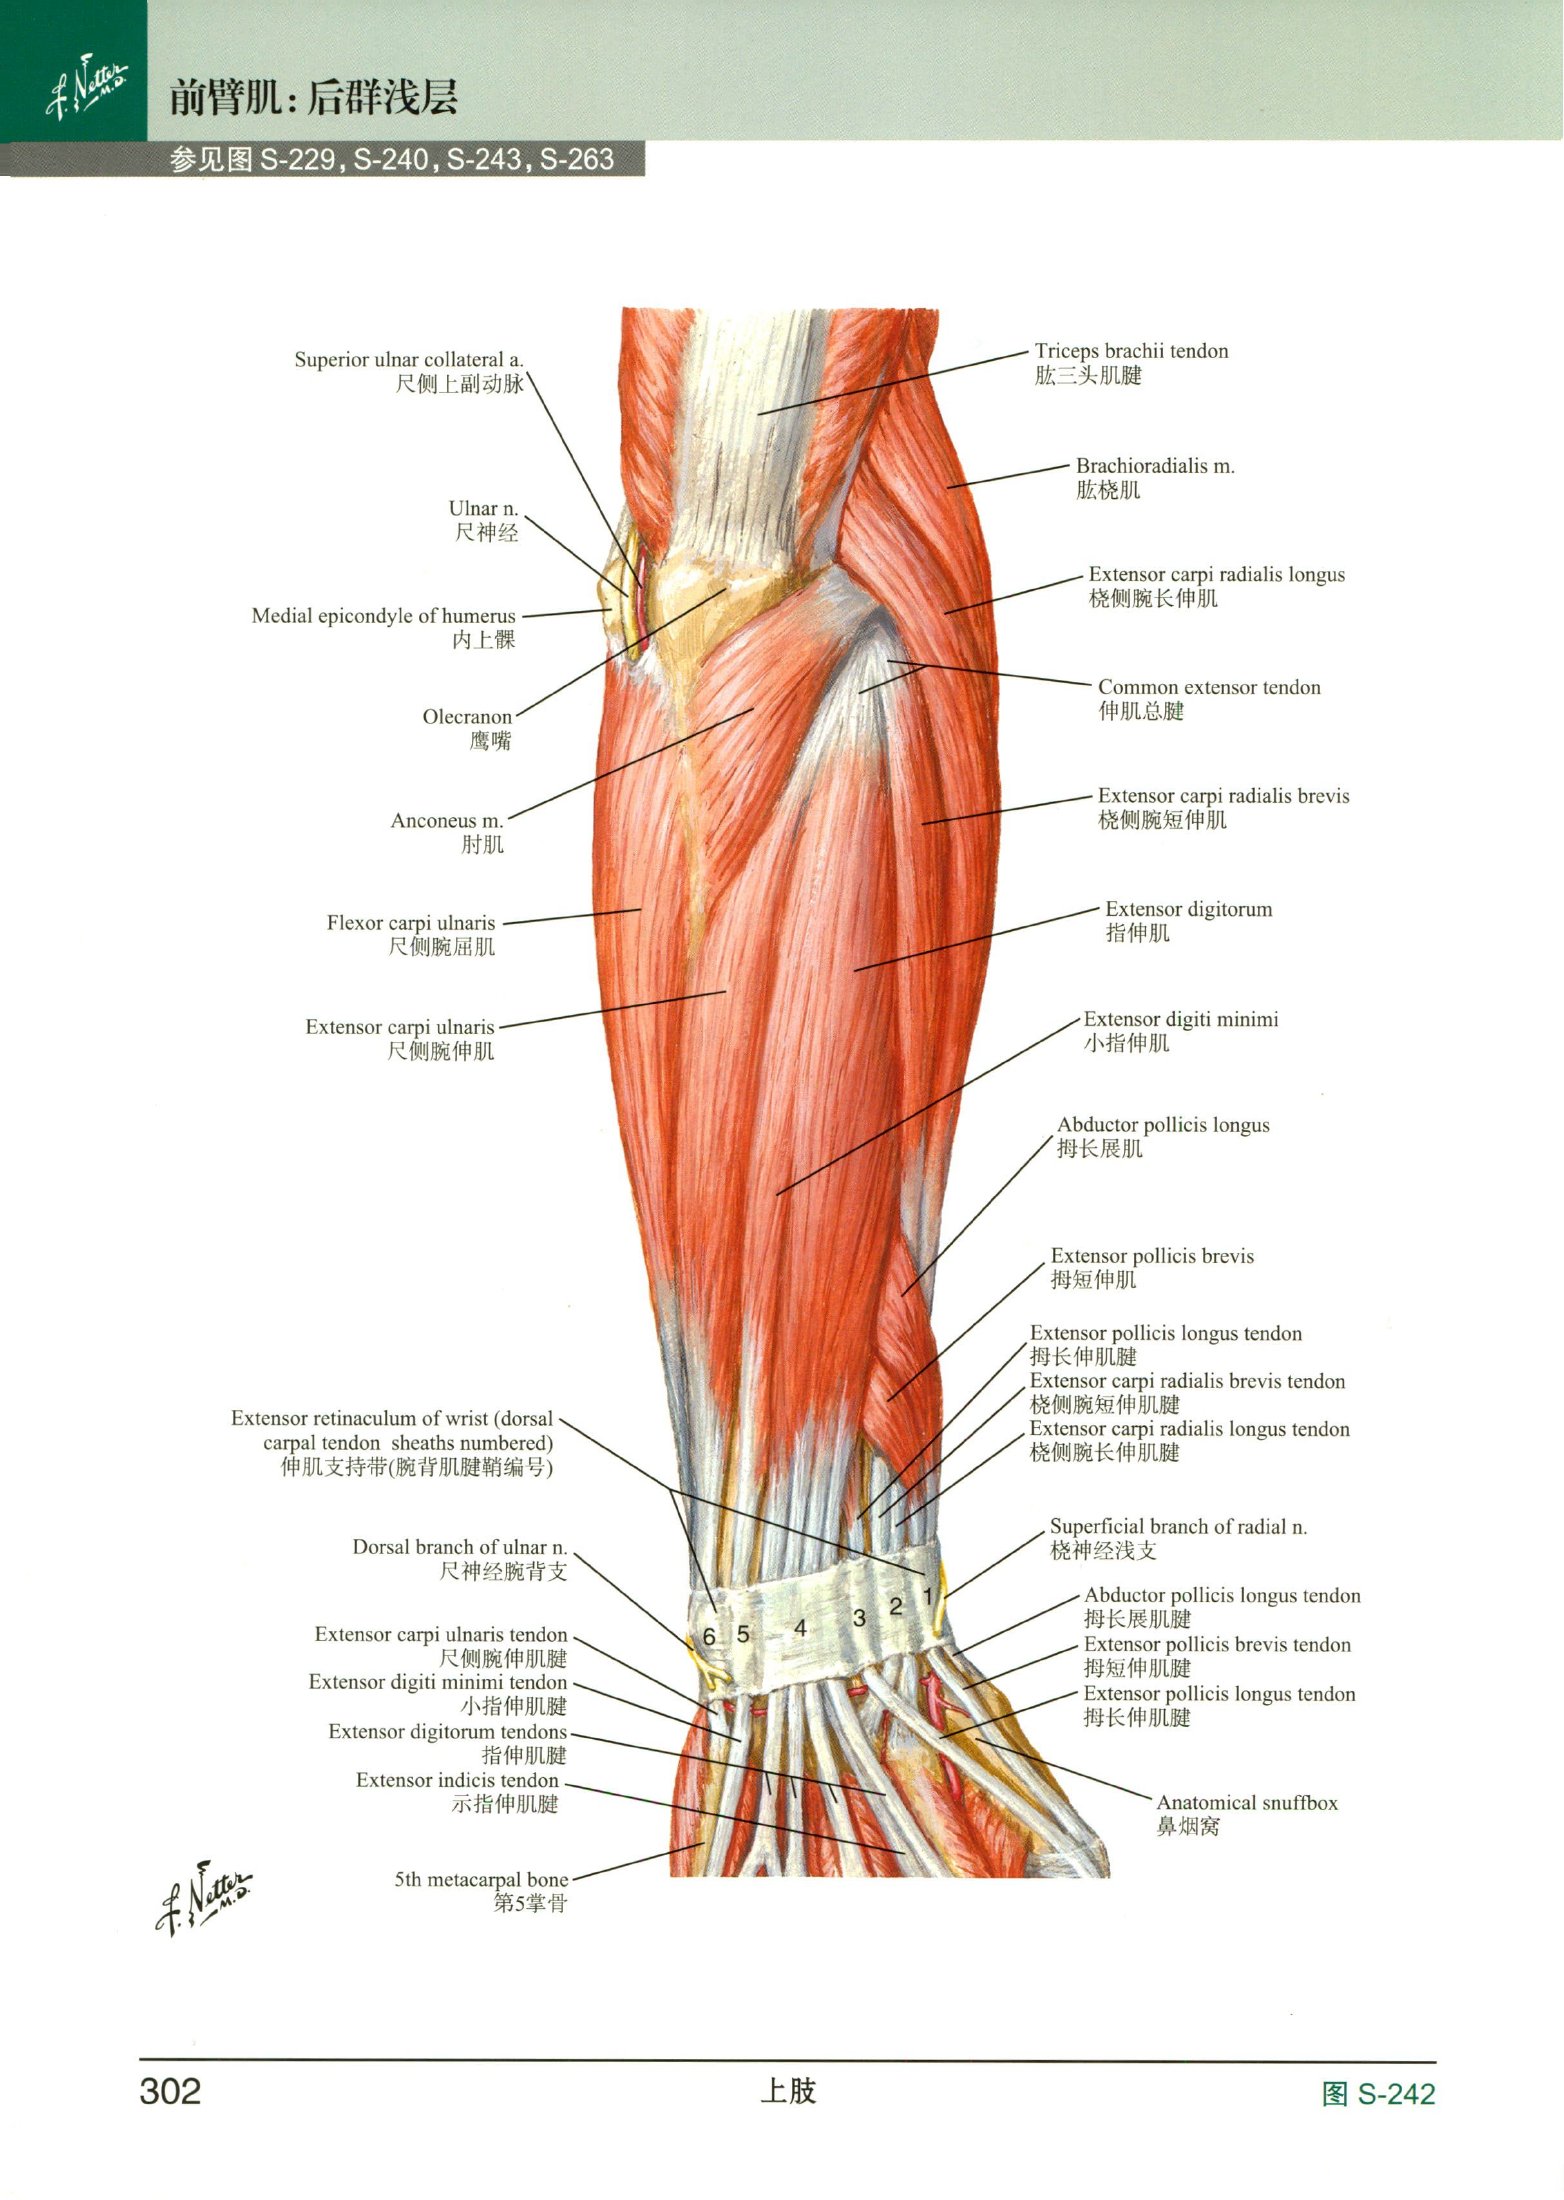 F. Netter M.D.
前臂肌：后群浅层
参见图 S-229, S-240, S-243, S-263
Superior ulnar collateral a.
尺侧上副动脉
Ulnar n.
尺神经
Medial epicondyle of humerus
内上髁
Olecranon
鹰嘴
Anconeus m.
肘肌
Flexor carpi ulnaris
尺侧腕屈肌
Extensor carpi ulnaris
尺侧腕伸肌
Extensor retinaculum of wrist (dorsal
carpal tendon sheaths numbered)
伸肌支持带(腕背肌腱鞘编号)
Dorsal branch of ulnar n.
尺神经腕背支
Extensor carpi ulnaris tendon
尺侧腕伸肌腱
Extensor digiti minimi tendon
小指伸肌腱
Extensor digitorum tendons
指伸肌腱
Extensor indicis tendon
示指伸肌腱
5th metacarpal bone
第5掌骨
Triceps brachii tendon
肱三头肌腱
Brachioradialis m.
肱桡肌
Extensor carpi radialis longus
桡侧腕长伸肌
Common extensor tendon
伸肌总腱
Extensor carpi radialis brevis
桡侧腕短伸肌
Extensor digitorum
指伸肌
Extensor digiti minimi
小指伸肌
Abductor pollicis longus
拇长展肌
Extensor pollicis brevis
拇短伸肌
Extensor pollicis longus tendon
拇长伸肌腱
Extensor carpi radialis brevis tendon
桡侧腕短伸肌腱
Extensor carpi radialis longus tendon
桡侧腕长伸肌腱
Superficial branch of radial n.
桡神经浅支
Abductor pollicis longus tendon
拇长展肌腱
Extensor pollicis brevis tendon
拇短伸肌腱
Extensor pollicis longus tendon
拇长伸肌腱
Anatomical snuffbox
鼻烟窝
6 5 4 3 2 1
F. Netter M.D.
302
上肢
图 S-242